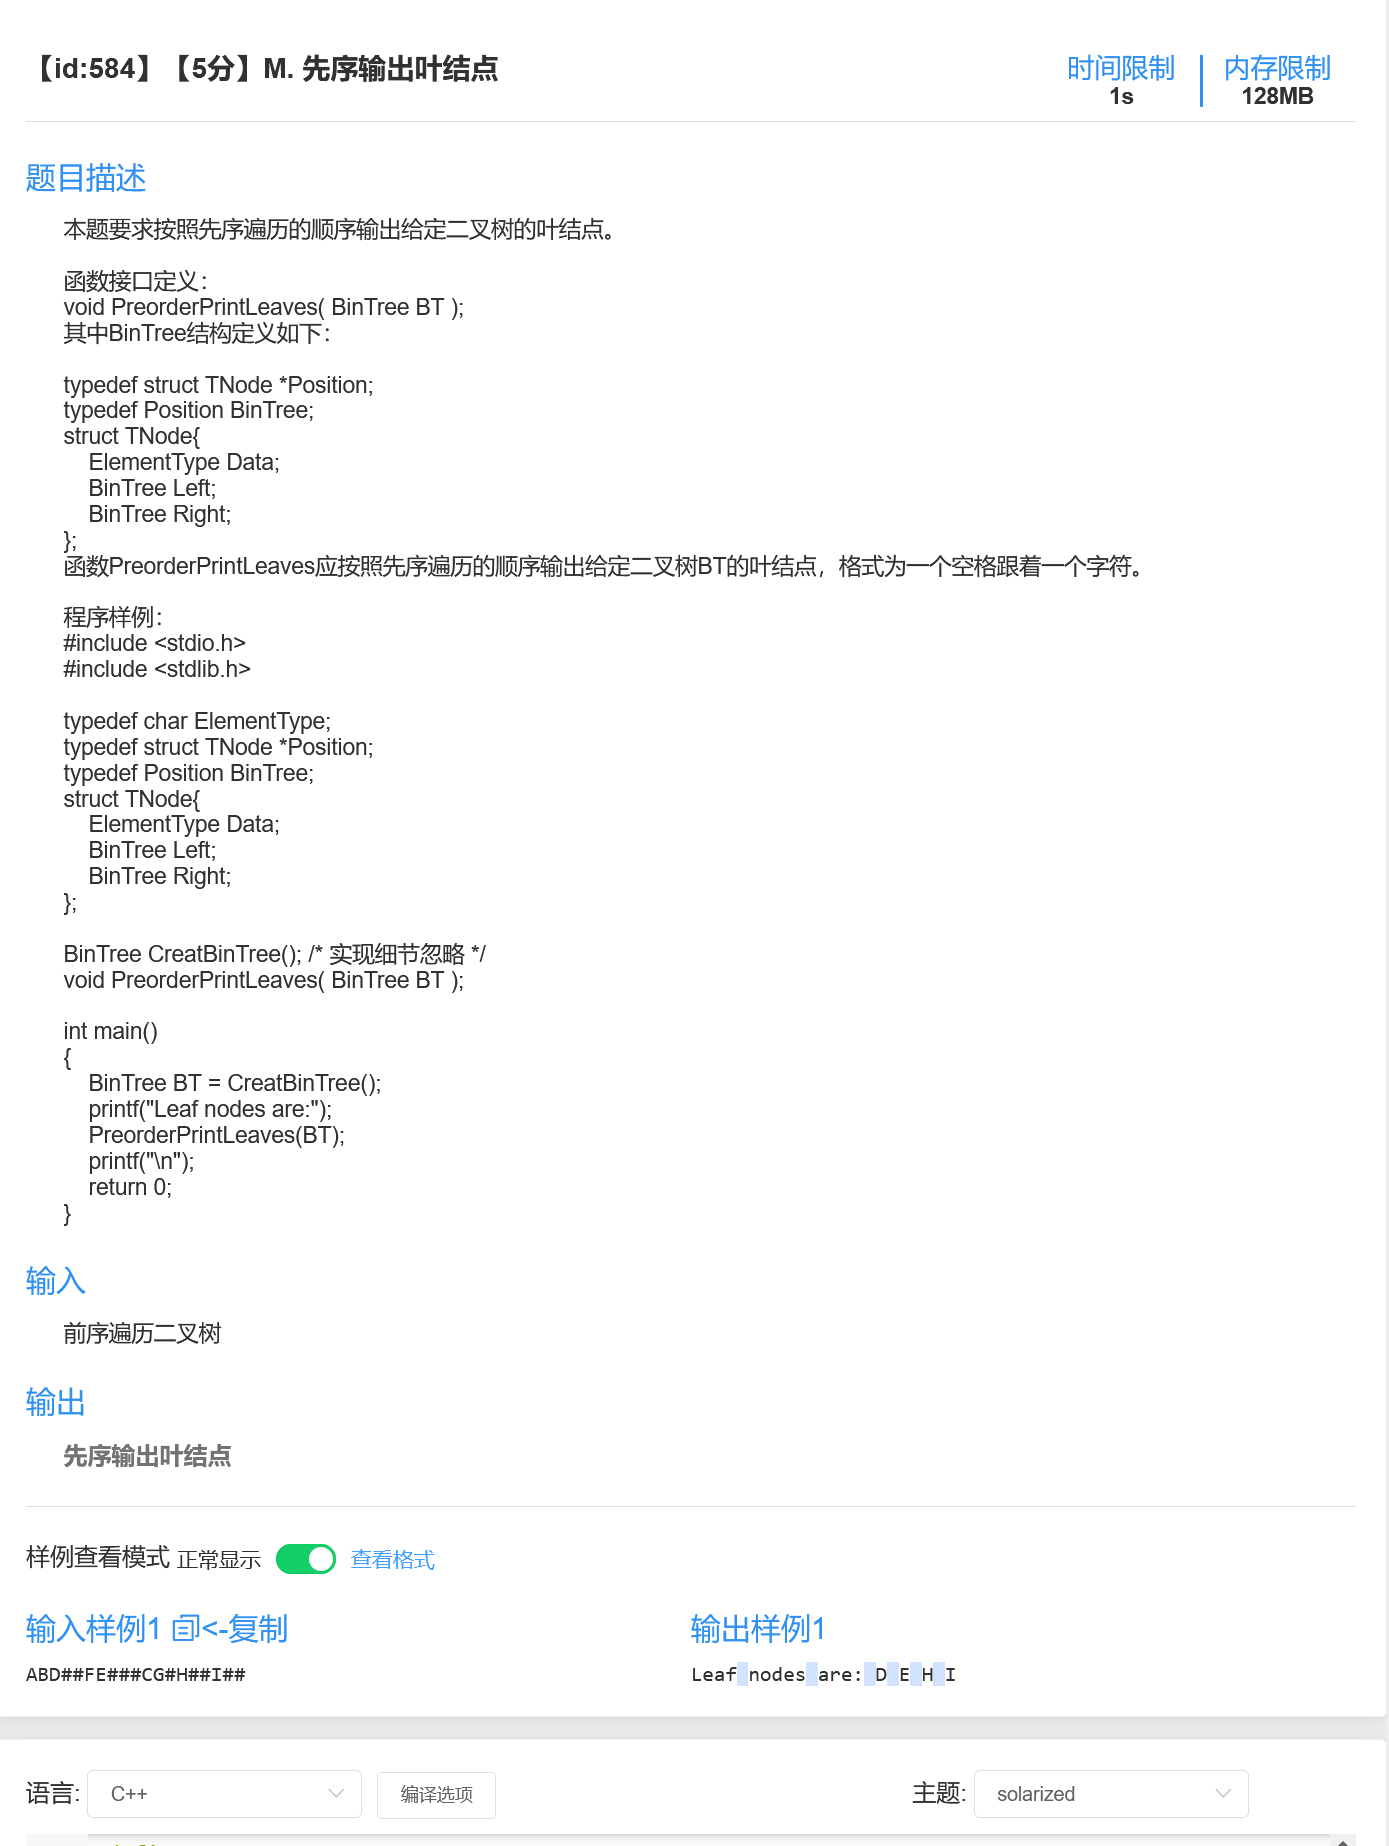 【id:584】【5分】M. 先序输出叶结点
时间限制
1s
内存限制
128MB
题目描述
本题要求按照先序遍历的顺序输出给定二叉树的叶结点。
函数接口定义：
void PreorderPrintLeaves( BinTree BT );
其中BinTree结构定义如下：
typedef struct TNode *Position;
typedef Position BinTree;
struct TNode{
ElementType Data;
BinTree Left;
BinTree Right;
};
函数PreorderPrintLeaves应按照先序遍历的顺序输出给定二叉树BT的叶结点，格式为一个空格跟着一个字符。
程序样例：
#include <stdio.h>
#include <stdlib.h>
typedef char ElementType;
typedef struct TNode *Position;
typedef Position BinTree;
struct TNode{
ElementType Data;
BinTree Left;
BinTree Right;
};
BinTree CreatBinTree(); /* 实现细节忽略 */
void PreorderPrintLeaves( BinTree BT );
int main()
{
BinTree BT = CreatBinTree();
printf("Leaf nodes are:");
PreorderPrintLeaves(BT);
printf("\n");
return 0;
}
输入
前序遍历二叉树
输出
先序输出叶结点
样例查看模式 正常显示 查看格式
输入样例1 <-复制
ABD##FE###CG#H##I##
输出样例1
Leaf nodes are: D E H I
语言: C++ 编译选项
主题: solarized